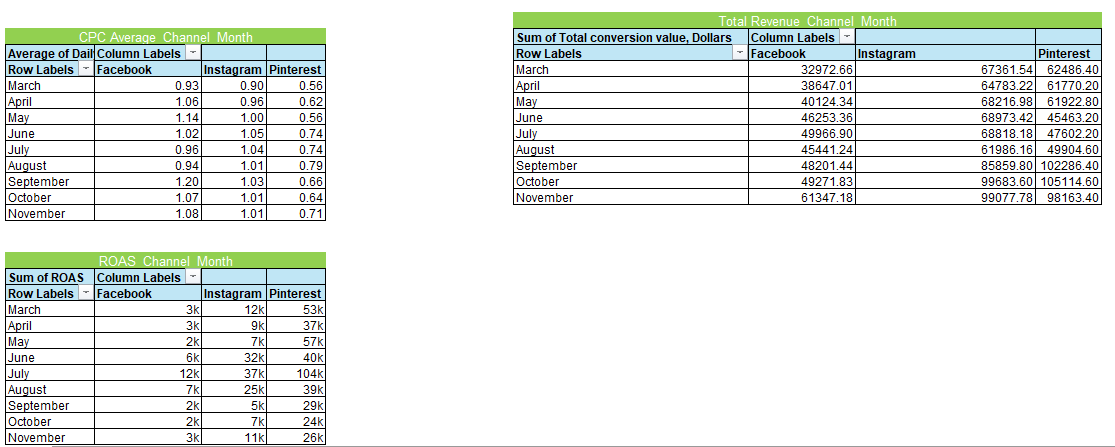 CPC Average Channel Month
Average of Dail Column Labels
Row Labels Facebook Instagram Pinterest
March 0.93 0.90 0.56
April 1.06 0.96 0.62
May 1.14 1.00 0.56
June 1.02 1.05 0.74
July 0.96 1.04 0.74
August 0.94 1.01 0.79
September 1.20 1.03 0.66
October 1.07 1.01 0.64
November 1.08 1.01 0.71
Total Revenue Channel Month
Sum of Total conversion value, Dollars Column Labels
Row Labels Facebook Instagram Pinterest
March 32972.66 67361.54 62486.40
April 38647.01 64783.22 61770.20
May 40124.34 68216.98 61922.80
June 46253.36 68973.42 45463.20
July 49966.90 68818.18 47602.20
August 45441.24 61986.16 49904.60
September 48201.44 85859.80 102286.40
October 49271.83 99683.60 105114.60
November 61347.18 99077.78 98163.40
ROAS Channel Month
Sum of ROAS Column Labels
Row Labels Facebook Instagram Pinterest
March 3k 12k 53k
April 3k 9k 37k
May 2k 7k 57k
June 6k 32k 40k
July 12k 37k 104k
August 7k 25k 39k
September 2k 5k 29k
October 2k 7k 24k
November 3k 11k 26k